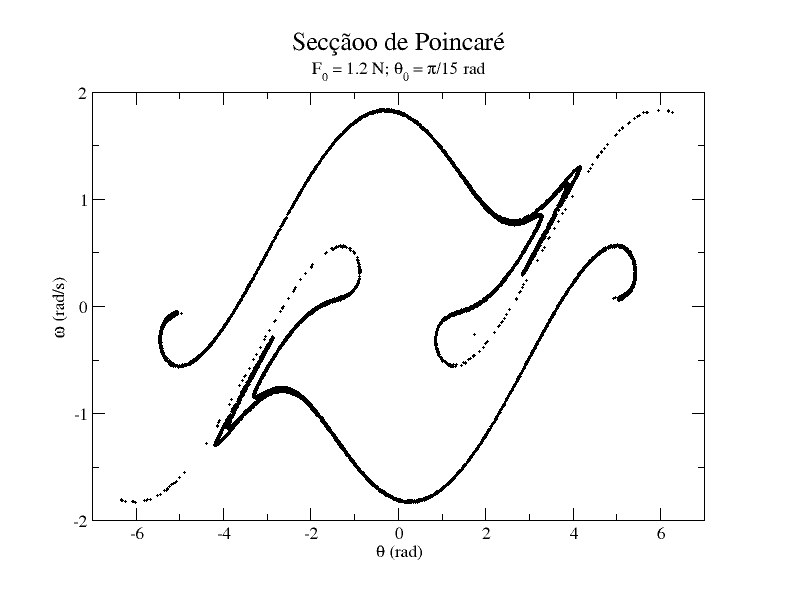 Secçãoo de Poincaré
F₀ = 1.2 N; θ₀ = π/15 rad
2
1
0
-1
-2
ω (rad/s)
-6 -4 -2 0 2 4 6
θ (rad)